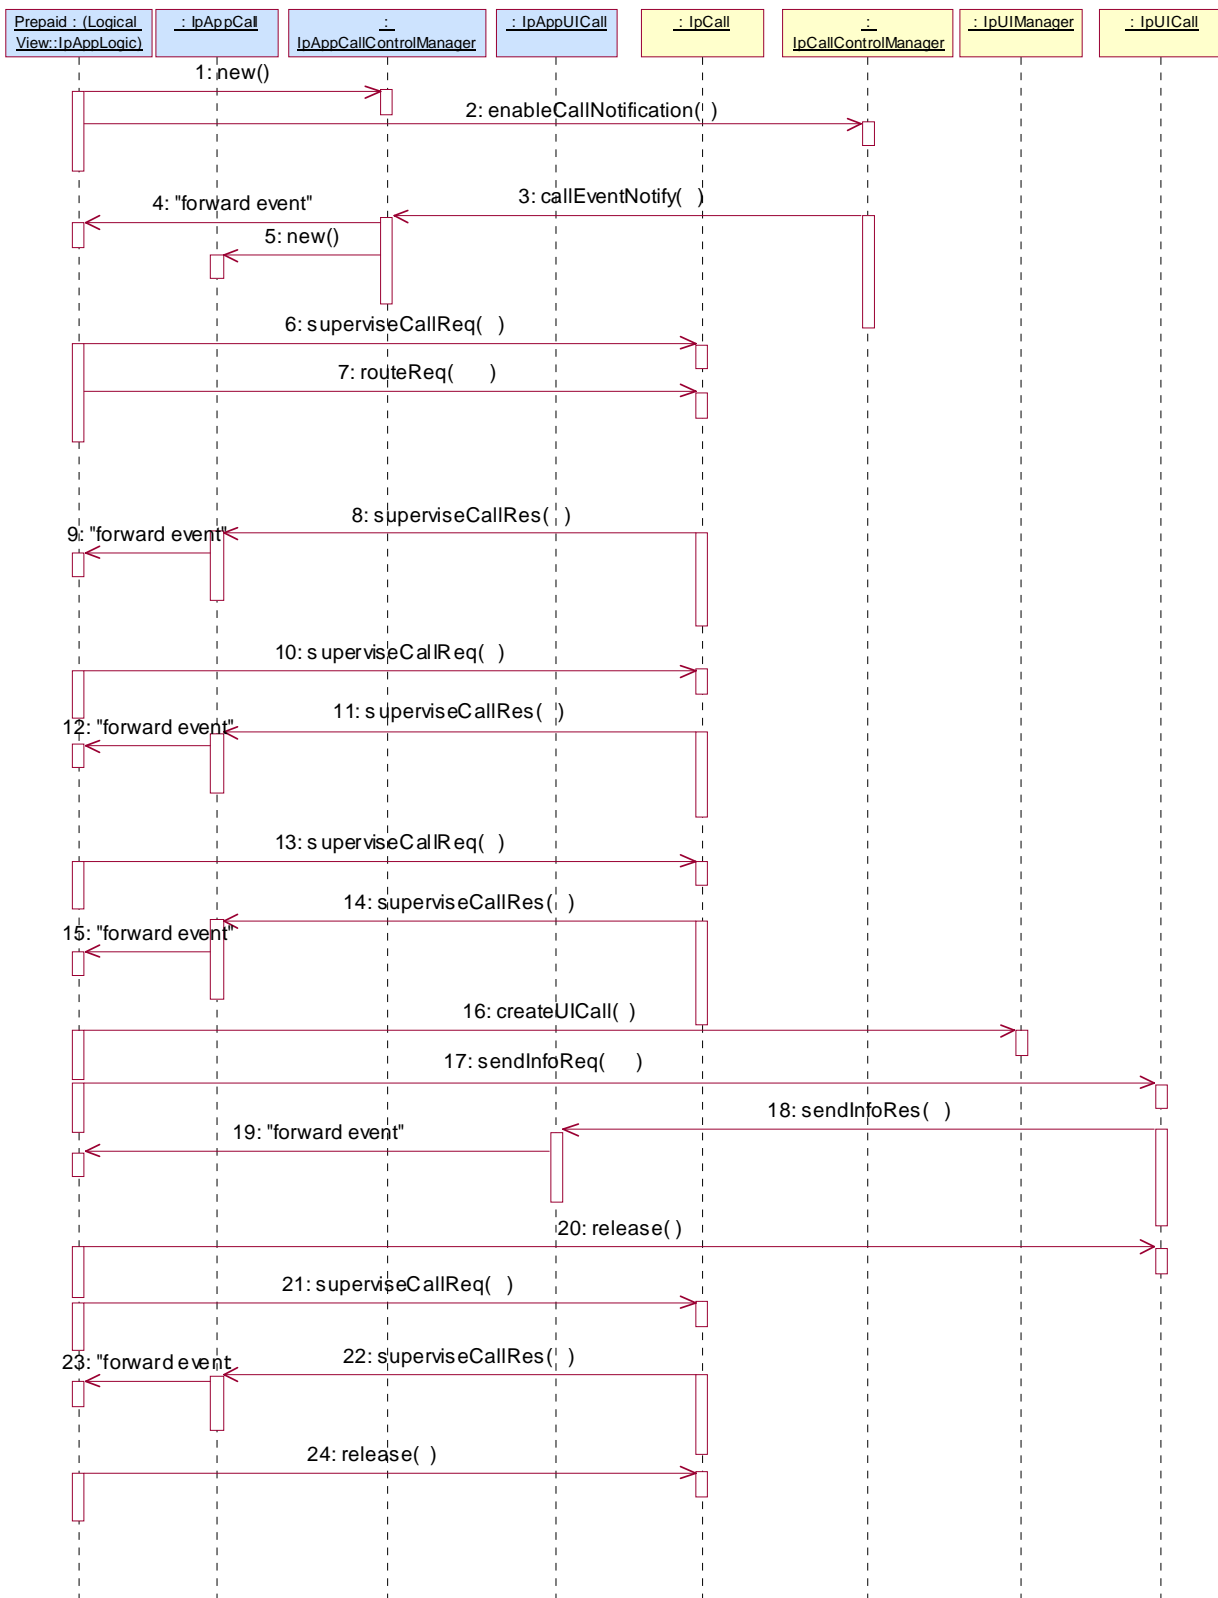 Prepaid : (Logical
View::IpAppLogic)
: IpAppCall
:
IpAppCallControlManager
: IpAppUICall
: IpCall
:
IpCallControlManager
: IpUIManager
: IpUICall
1: new()
2: enableCallNotification( )
3: callEventNotify( )
4: "forward event"
5: new()
6: superviseCallReq( )
7: routeReq( )
8: superviseCallRes( )
9: "forward event"
10: superviseCallReq( )
11: superviseCallRes( )
12: "forward event"
13: superviseCallReq( )
14: superviseCallRes( )
15: "forward event"
16: createUICall( )
17: sendInfoReq( )
18: sendInfoRes( )
19: "forward event"
20: release( )
21: superviseCallReq( )
22: superviseCallRes( )
23: "forward event
24: release( )